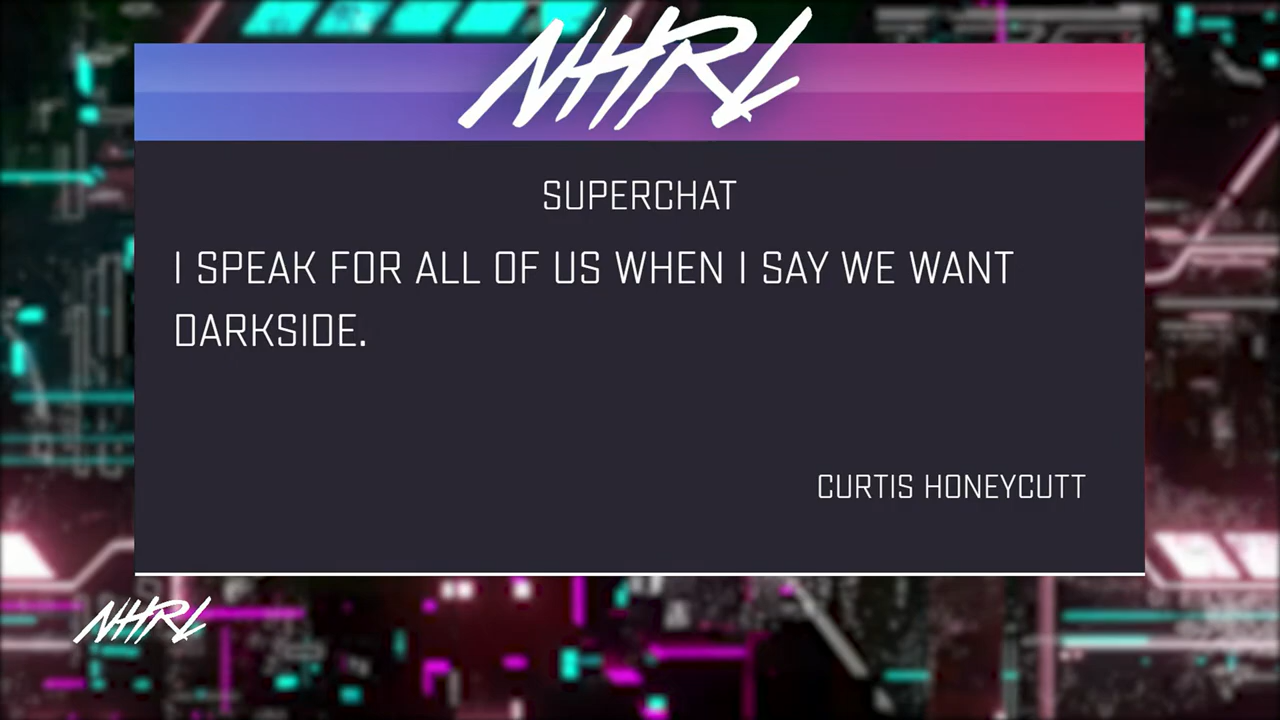 NHRL
SUPERCHAT
I SPEAK FOR ALL OF US WHEN I SAY WE WANT
DARKSIDE.
CURTIS HONEYCUTT
NHRL